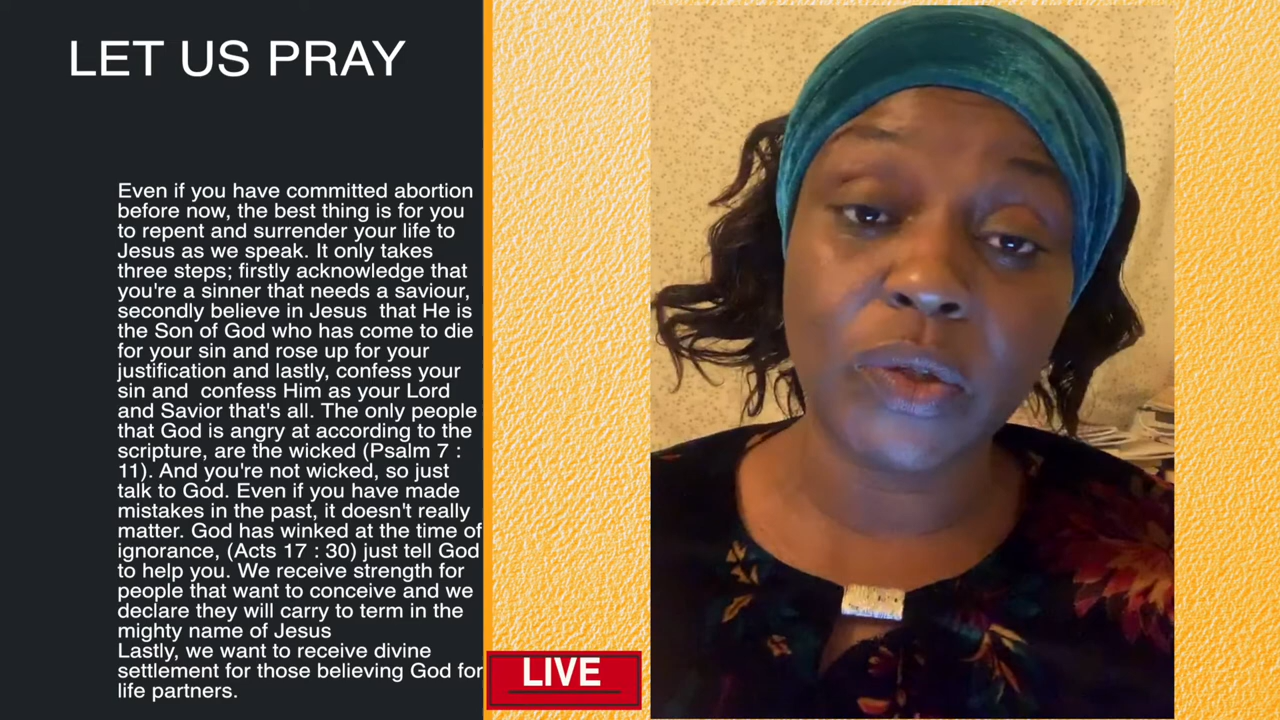 LET US PRAY
Even if you have committed abortion
before now, the best thing is for you
to repent and surrender your life to
Jesus as we speak. It only takes
three steps; firstly acknowledge that
you're a sinner that needs a saviour,
secondly believe in Jesus  that He is
the Son of God who has come to die
for your sin and rose up for your
justification and lastly, confess your
sin and  confess Him as your Lord
and Savior that's all. The only people
that God is angry at according to the
scripture, are the wicked (Psalm 7 :
11). And you're not wicked, so just
talk to God. Even if you have made
mistakes in the past, it doesn't really
matter. God has winked at the time of
ignorance, (Acts 17 : 30) just tell God
to help you. We receive strength for
people that want to conceive and we
declare they will carry to term in the
mighty name of Jesus
Lastly, we want to receive divine
settlement for those believing God for
life partners.
LIVE